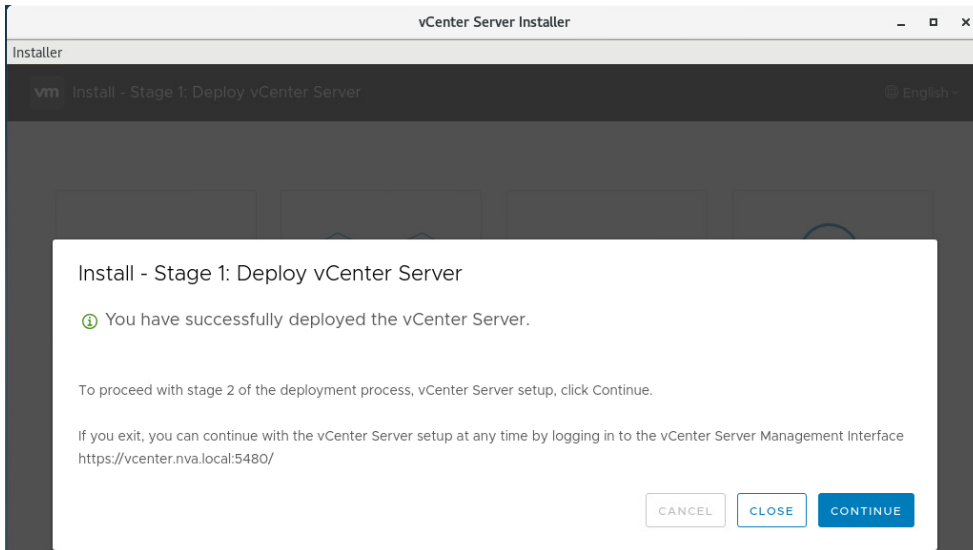 vCenter Server Installer
Installer
vm Install - Stage 1: Deploy vCenter Server English
Install - Stage 1: Deploy vCenter Server
You have successfully deployed the vCenter Server.
To proceed with stage 2 of the deployment process, vCenter Server setup, click Continue.
If you exit, you can continue with the vCenter Server setup at any time by logging in to the vCenter Server Management Interface
https://vcenter.nva.local:5480/
CANCEL CLOSE CONTINUE